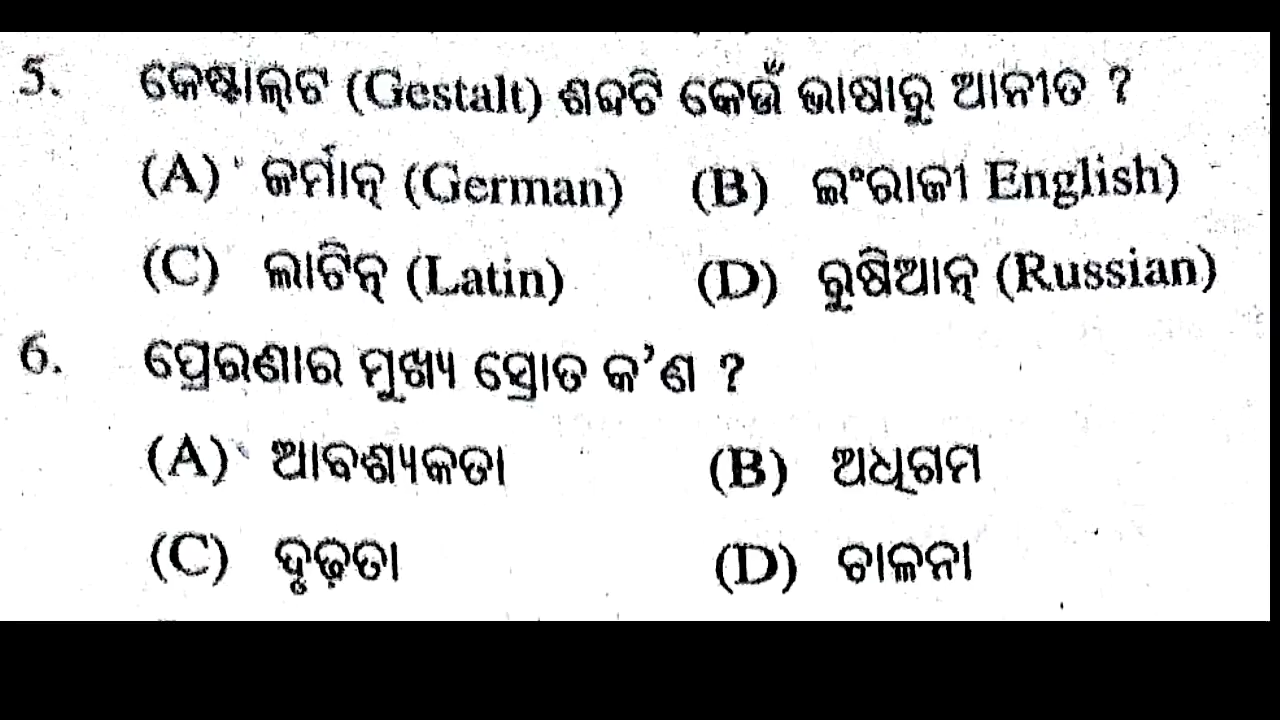 5. କେଷ୍ଟାଲ୍‌ଟ (Gestalt) ଶବ୍ଦଟି କେଉଁ ଭାଷାରୁ ଆନୀତ ?
(A) ଜର୍ମାନ୍ (German) (B) ଇଂରାଜୀ English)
(C) ଲାଟିନ୍ (Latin) (D) ରୁଷିଆନ୍ (Russian)
6. ପ୍ରେରଣାର ମୁଖ୍ୟ ସ୍ରୋତ କ'ଣ ?
(A) ଆବଶ୍ୟକତା (B) ଅଧିଗମ
(C) ଦୃଢ଼ତା (D) ଚାଳନା